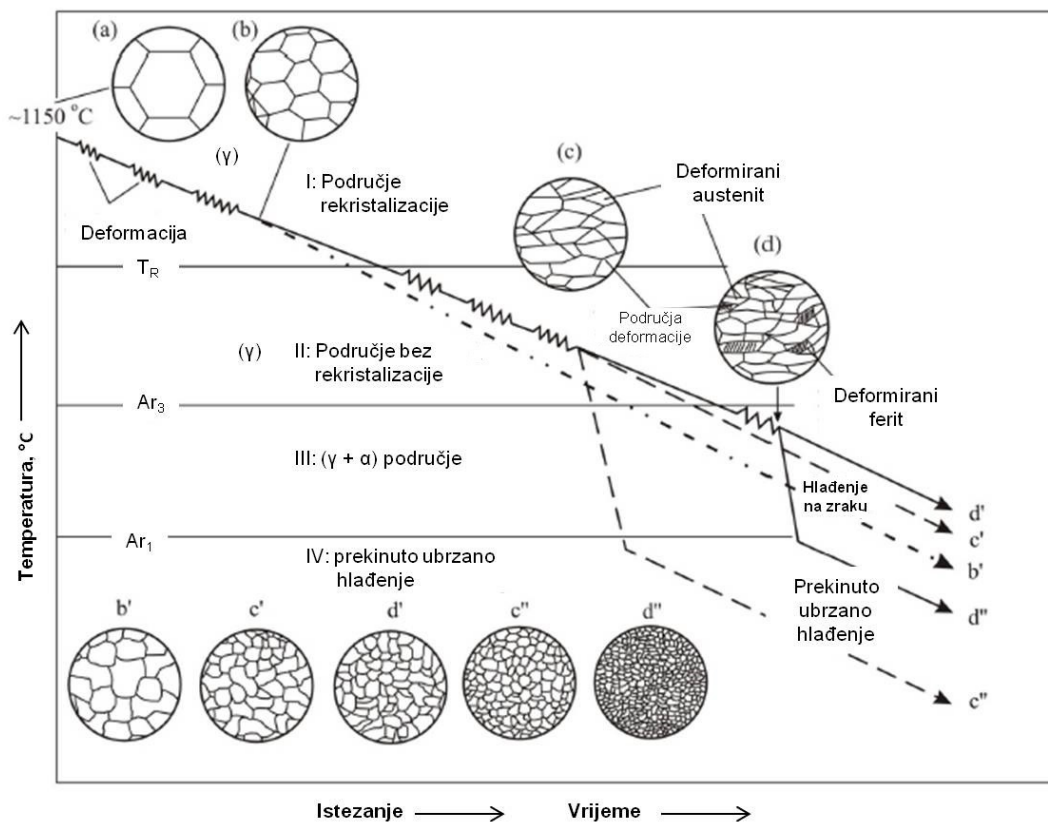 (a)
(b)
~1150 °C
(γ)
I: Područje
rekristalizacije
(c)
Deformirani
austenit
Deformacija
(d)
T_R
Područja
deformacije
(γ)
II: Područje bez
rekristalizacije
Ar₃
Deformirani
ferit
III: (γ + α) područje
Hlađenje
na zraku
d'
c'
b'
Ar₁
IV: prekinuto ubrzano
hlađenje
Prekinuto
ubrzano
hlađenje
d"
c"
b'
c'
d'
c"
d"
Temperatura, °C
Istezanje
Vrijeme